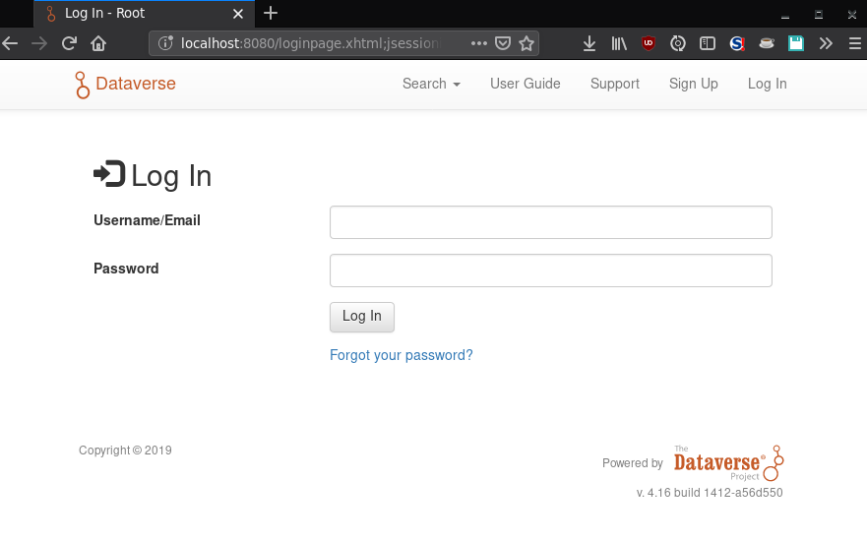 Log In - Root
localhost:8080/loginpage.xhtml;jsession
Dataverse Search User Guide Support Sign Up Log In
Log In
Username/Email
Password
Log In
Forgot your password?
Copyright © 2019
Powered by The Dataverse® Project
v. 4.16 build 1412-a56d550